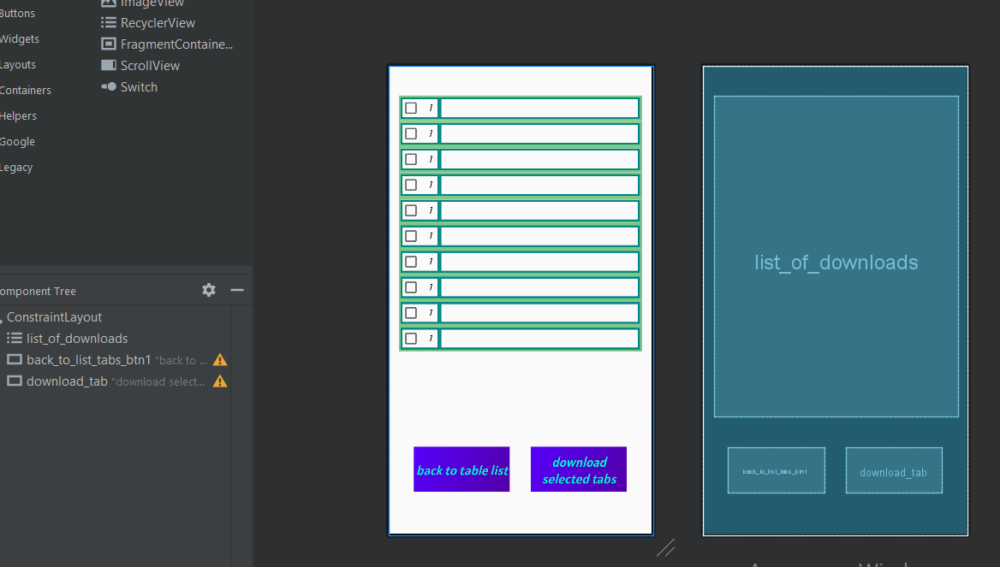 Buttons
Widgets
Layouts
Containers
Helpers
Google
Legacy
ImageView
RecyclerView
FragmentContaine...
ScrollView
Switch
omponent Tree
ConstraintLayout
list_of_downloads
back_to_list_tabs_btn1 "back to ...
download_tab "download select...
1
1
1
1
1
1
1
1
1
1
back to table list
download
selected tabs
list_of_downloads
back_to_list_tabs_btn1
download_tab